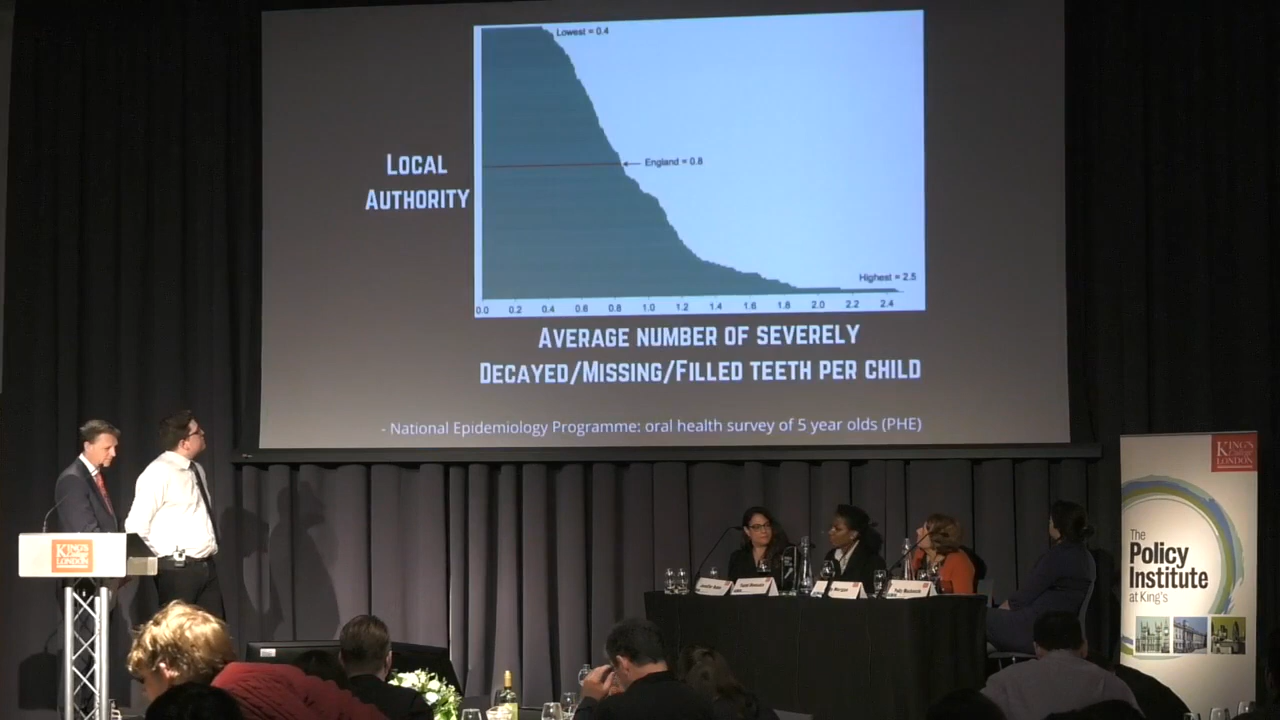 Lowest = 0.4
England = 0.8
Highest = 2.5
LOCAL
AUTHORITY
0.0 0.2 0.4 0.6 0.8 1.0 1.2 1.4 1.6 1.8 2.0 2.2 2.4
AVERAGE NUMBER OF SEVERELY
DECAYED/MISSING/FILLED TEETH PER CHILD
- National Epidemiology Programme: oral health survey of 5 year olds (PHE)
KING'S
College
LONDON
KING'S
College
LONDON
The
Policy
Institute
at King's